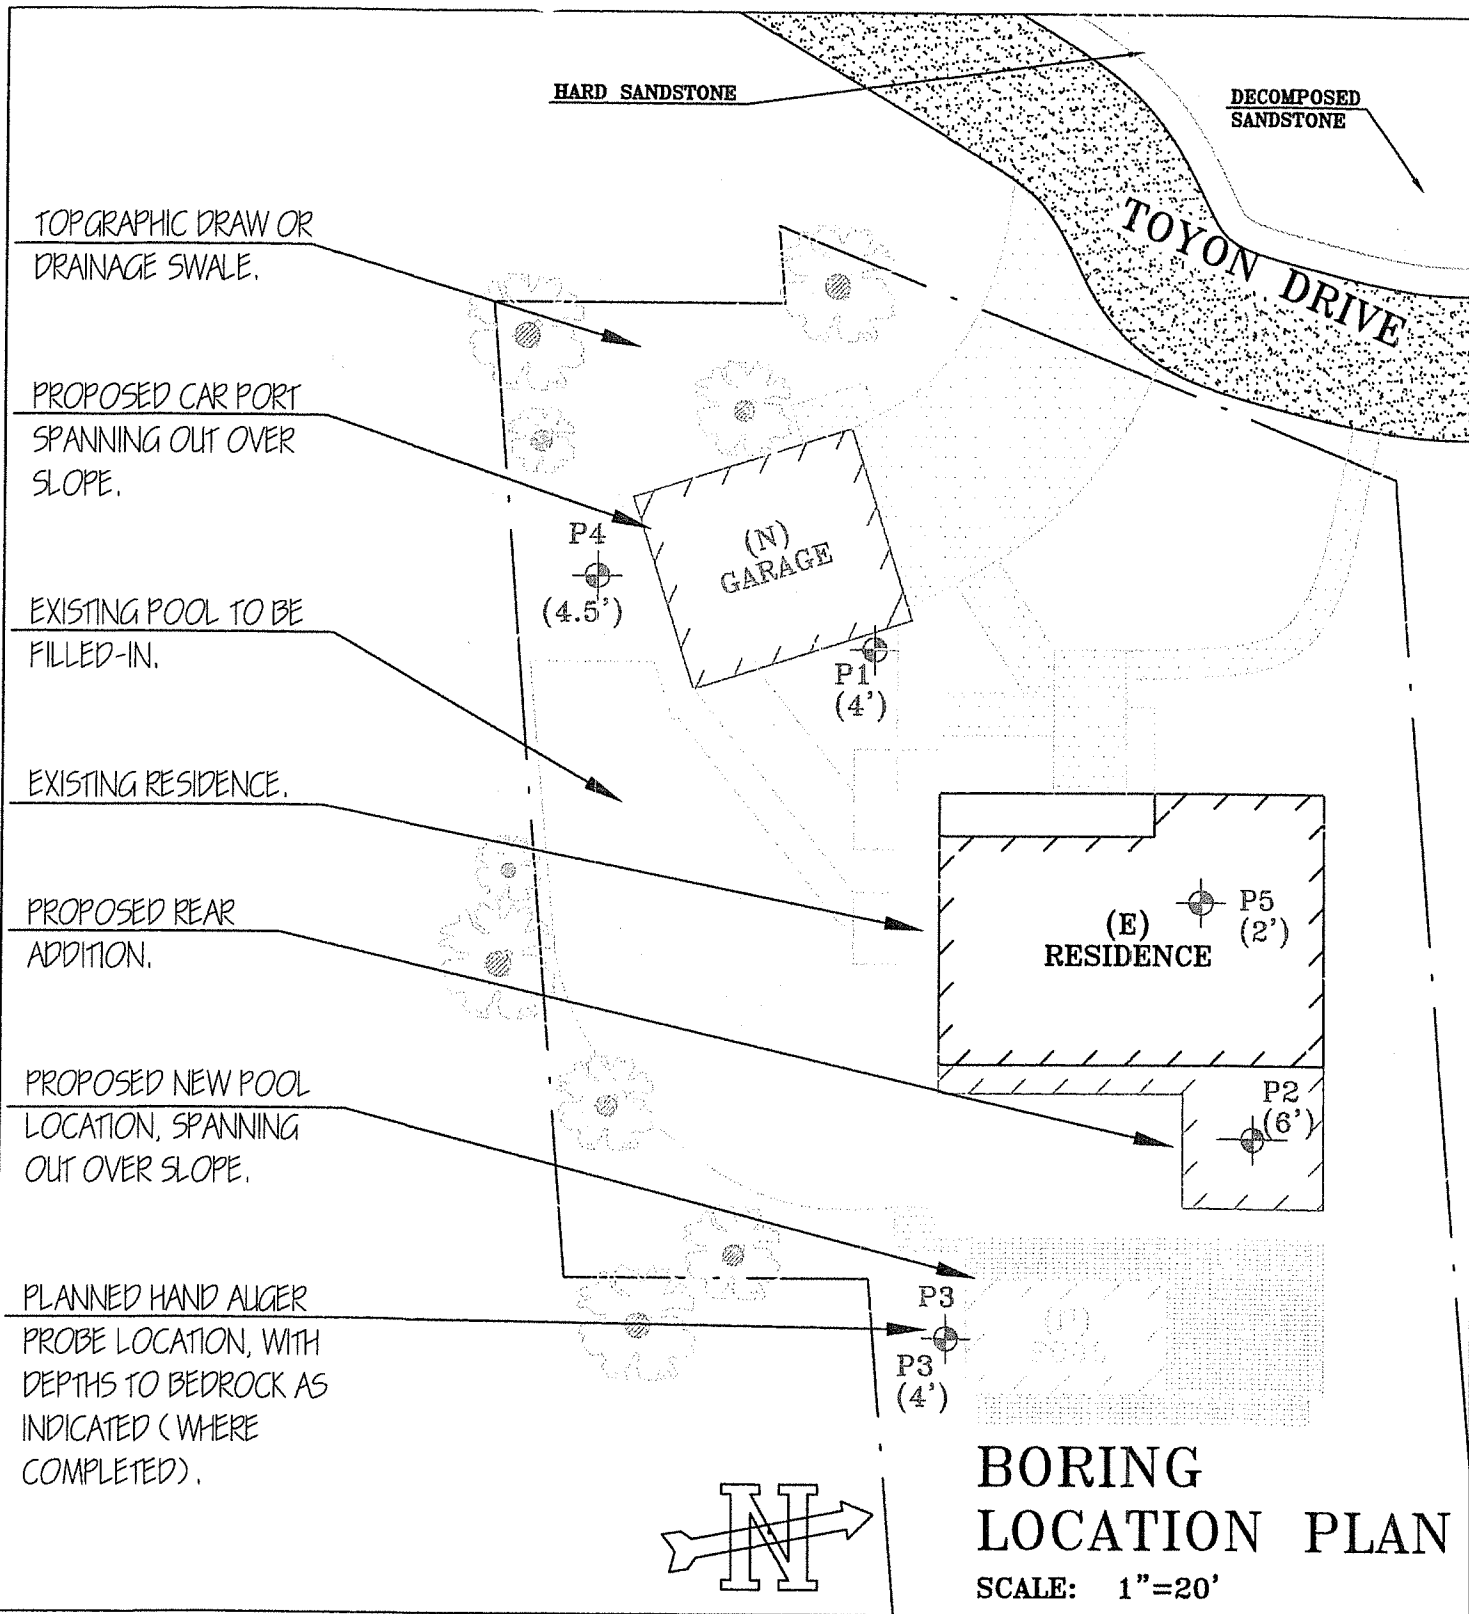 HARD SANDSTONE
DECOMPOSED
SANDSTONE
TOYON DRIVE
TOPGRAPHIC DRAW OR
DRAINAGE SWALE.
PROPOSED CAR PORT
SPANNING OUT OVER
SLOPE.
P4
(4.5')
(N)
GARAGE
P1
(4')
EXISTING POOL TO BE
FILLED-IN.
EXISTING RESIDENCE.
(E)
RESIDENCE
P5
(2')
PROPOSED REAR
ADDITION.
P2
(6')
PROPOSED NEW POOL
LOCATION, SPANNING
OUT OVER SLOPE.
PLANNED HAND AUGER
PROBE LOCATION, WITH
DEPTHS TO BEDROCK AS
INDICATED (WHERE
COMPLETED).
P3
P3
(4')
N
BORING
LOCATION PLAN
SCALE: 1"=20'